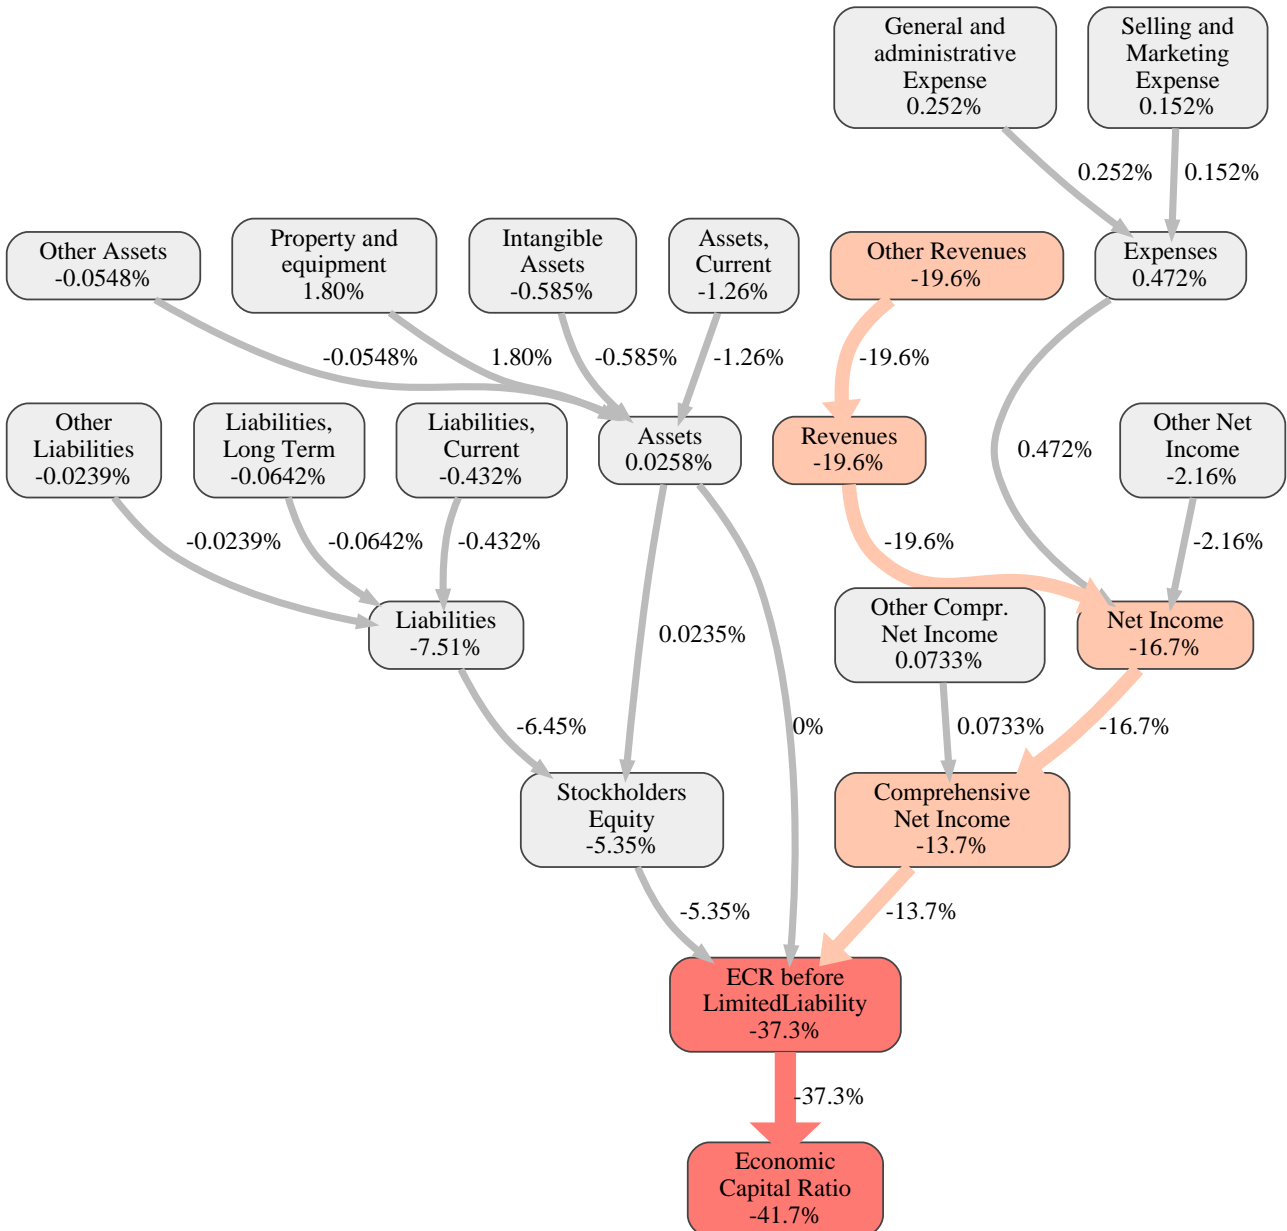 General and
administrative
Expense
0.252%
Selling and
Marketing
Expense
0.152%
0.252%
0.152%
Other Assets
-0.0548%
Property and
equipment
1.80%
Intangible
Assets
-0.585%
Assets,
Current
-1.26%
Other Revenues
-19.6%
Expenses
0.472%
-0.0548%
1.80%
-0.585%
-1.26%
-19.6%
Other
Liabilities
-0.0239%
Liabilities,
Long Term
-0.0642%
Liabilities,
Current
-0.432%
Assets
0.0258%
Revenues
-19.6%
0.472%
Other Net
Income
-2.16%
-0.0239%
-0.0642%
-0.432%
-19.6%
-2.16%
Liabilities
-7.51%
0.0235%
Other Compr.
Net Income
0.0733%
Net Income
-16.7%
-6.45%
0%
0.0733%
-16.7%
Stockholders
Equity
-5.35%
Comprehensive
Net Income
-13.7%
-5.35%
-13.7%
ECR before
LimitedLiability
-37.3%
-37.3%
Economic
Capital Ratio
-41.7%